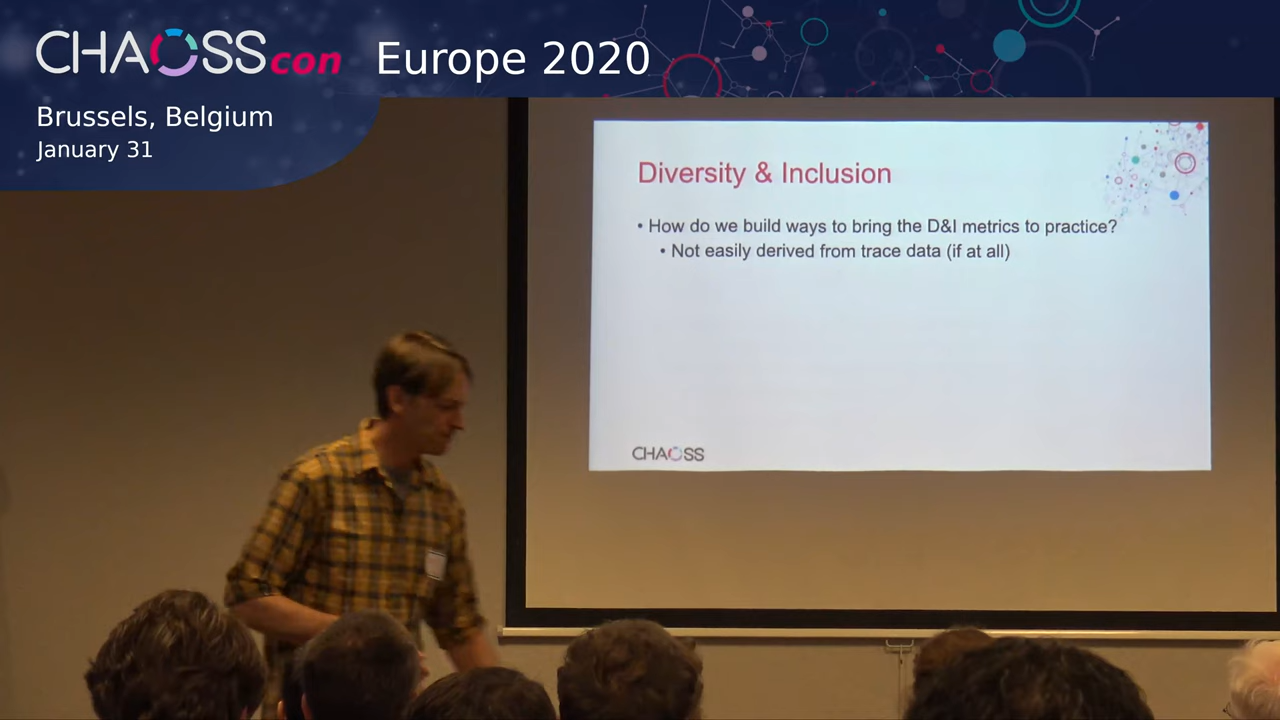 CHAOSScon Europe 2020
Brussels, Belgium
January 31
Diversity & Inclusion
• How do we build ways to bring the D&I metrics to practice?
• Not easily derived from trace data (if at all)
CHAOSS